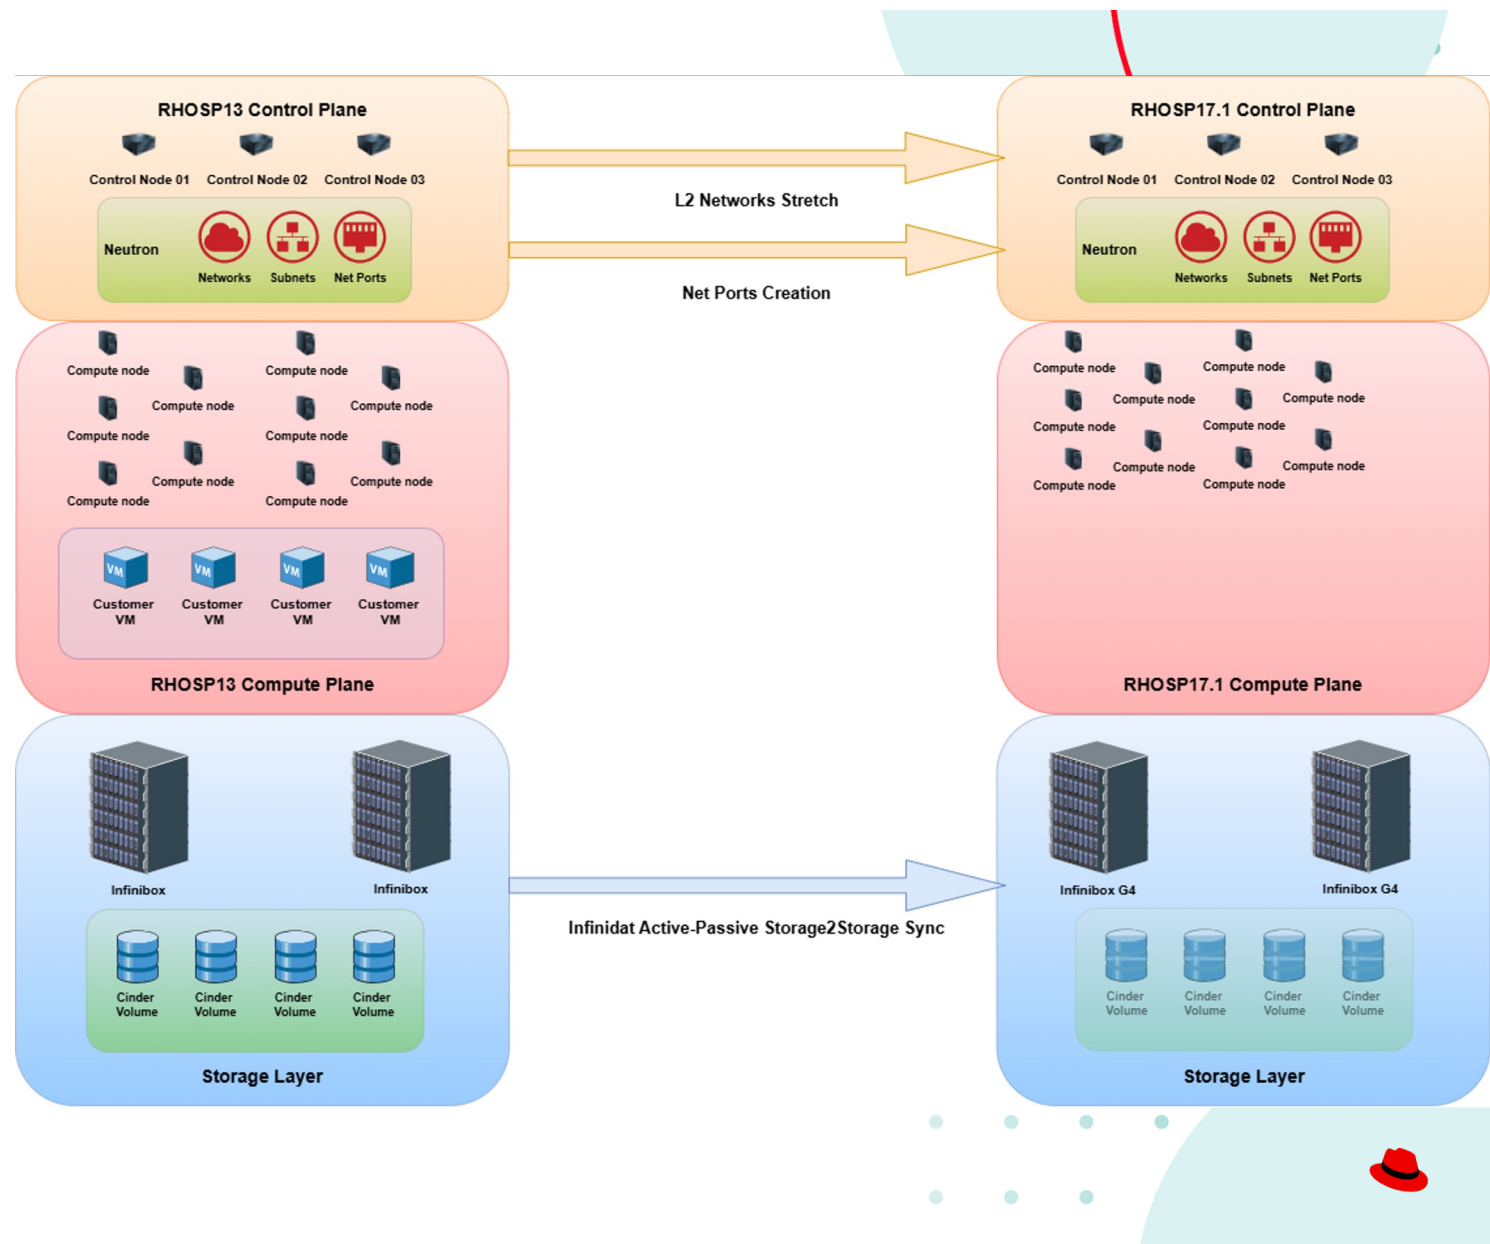 RHOSP13 Control Plane
Control Node 01 Control Node 02 Control Node 03
Neutron
Networks Subnets Net Ports
L2 Networks Stretch
Net Ports Creation
RHOSP17.1 Control Plane
Control Node 01 Control Node 02 Control Node 03
Neutron
Networks Subnets Net Ports
Compute node Compute node
Compute node Compute node
Compute node Compute node
Compute node Compute node
Compute node Compute node
VM VM VM VM
Customer Customer Customer Customer
VM VM VM VM
RHOSP13 Compute Plane
Compute node Compute node
Compute node Compute node
Compute node Compute node
Compute node Compute node
Compute node Compute node
RHOSP17.1 Compute Plane
Infinibox Infinibox
Cinder Cinder Cinder Cinder
Volume Volume Volume Volume
Storage Layer
Infinidat Active-Passive Storage2Storage Sync
Infinibox G4 Infinibox G4
Cinder Cinder Cinder Cinder
Volume Volume Volume Volume
Storage Layer